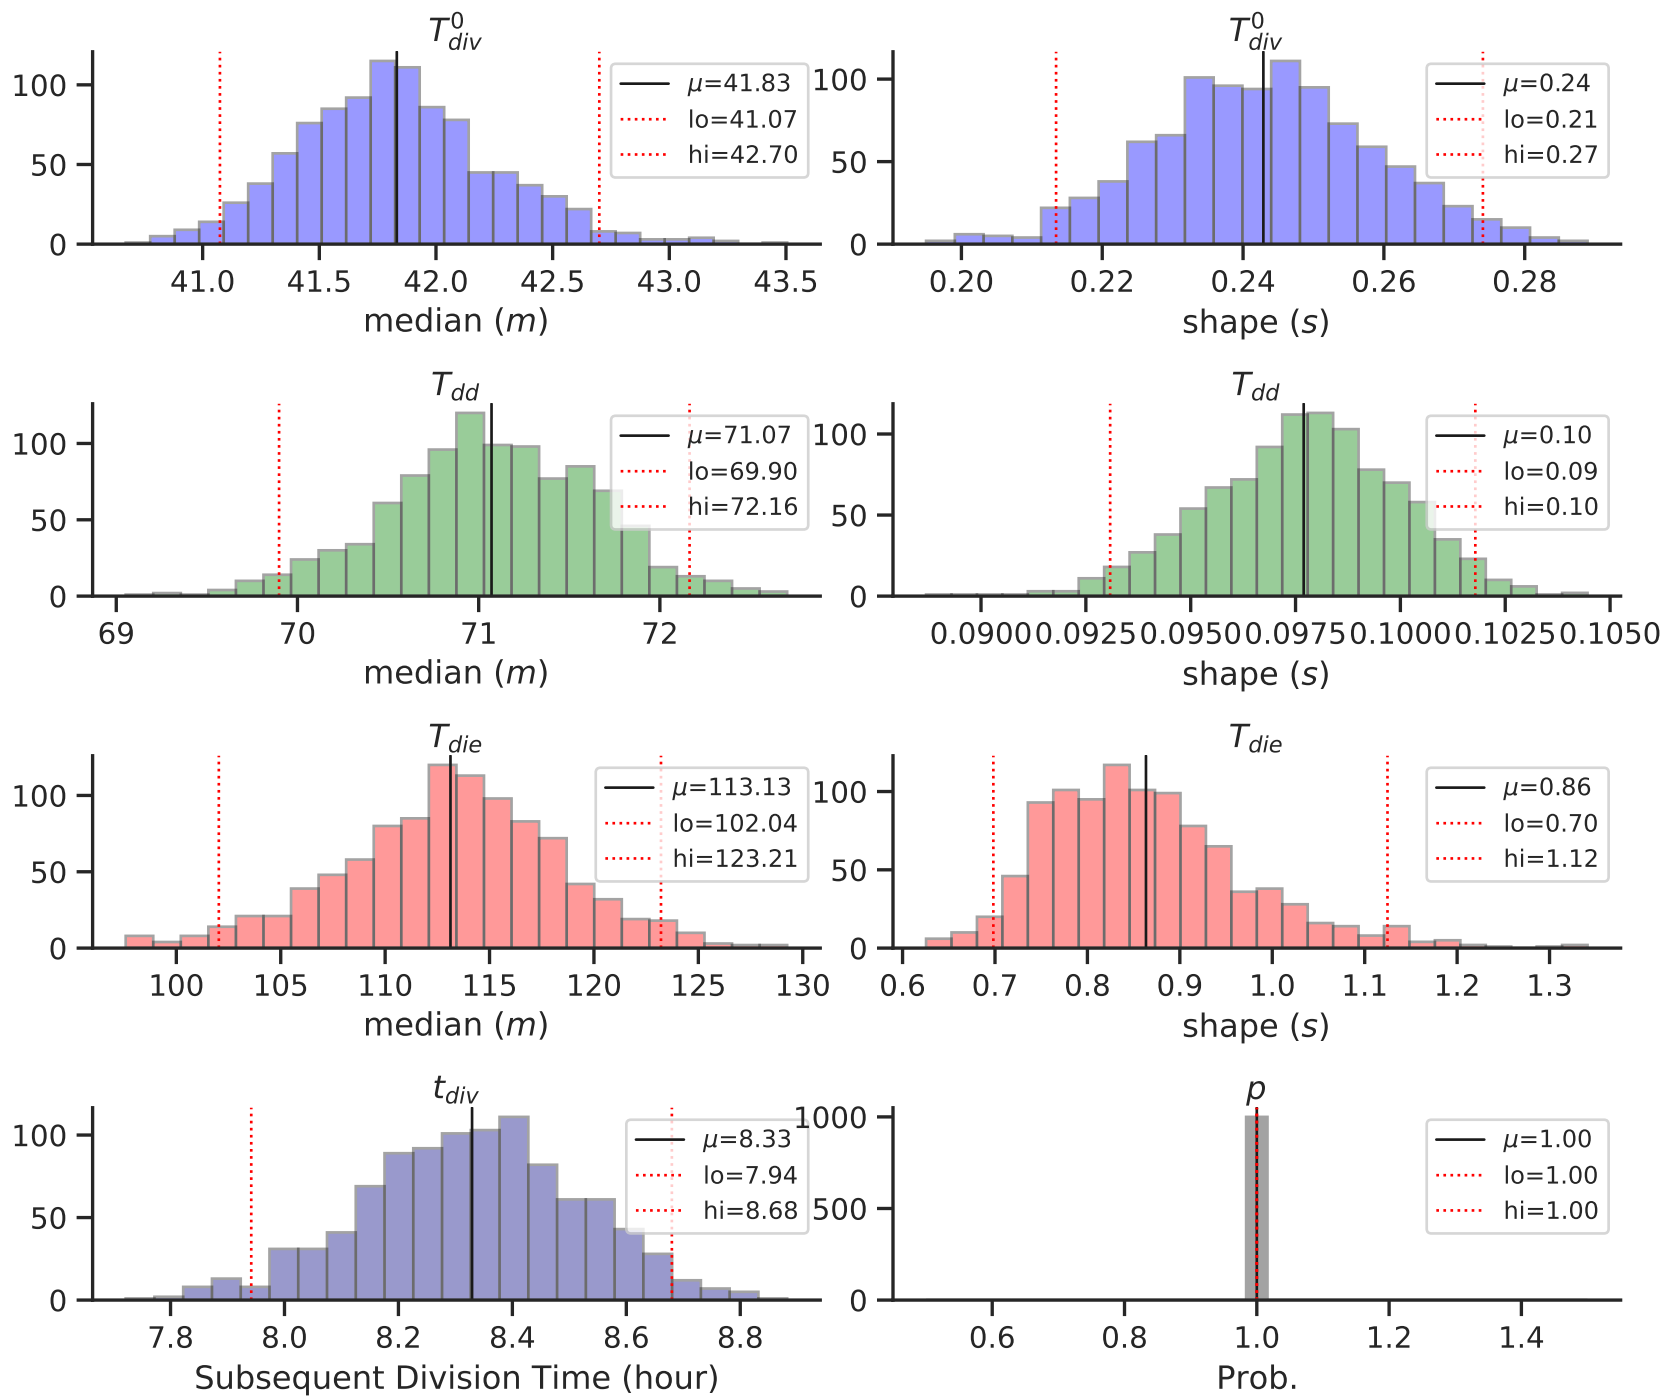 T⁰div
100
50
0
μ=41.83
lo=41.07
hi=42.70
41.0 41.5 42.0 42.5 43.0 43.5
median (m)
T⁰div
100
50
0
μ=0.24
lo=0.21
hi=0.27
0.20 0.22 0.24 0.26 0.28
shape (s)
Tdd
100
50
0
μ=71.07
lo=69.90
hi=72.16
69 70 71 72
median (m)
Tdd
100
50
0
μ=0.10
lo=0.09
hi=0.10
0.0900 0.0925 0.0950 0.0975 0.1000 0.1025 0.1050
shape (s)
Tdie
100
50
0
μ=113.13
lo=102.04
hi=123.21
100 105 110 115 120 125 130
median (m)
Tdie
100
50
0
μ=0.86
lo=0.70
hi=1.12
0.6 0.7 0.8 0.9 1.0 1.1 1.2 1.3
shape (s)
tdiv
100
50
0
μ=8.33
lo=7.94
hi=8.68
7.8 8.0 8.2 8.4 8.6 8.8
Subsequent Division Time (hour)
p
1000
500
0
μ=1.00
lo=1.00
hi=1.00
0.6 0.8 1.0 1.2 1.4
Prob.